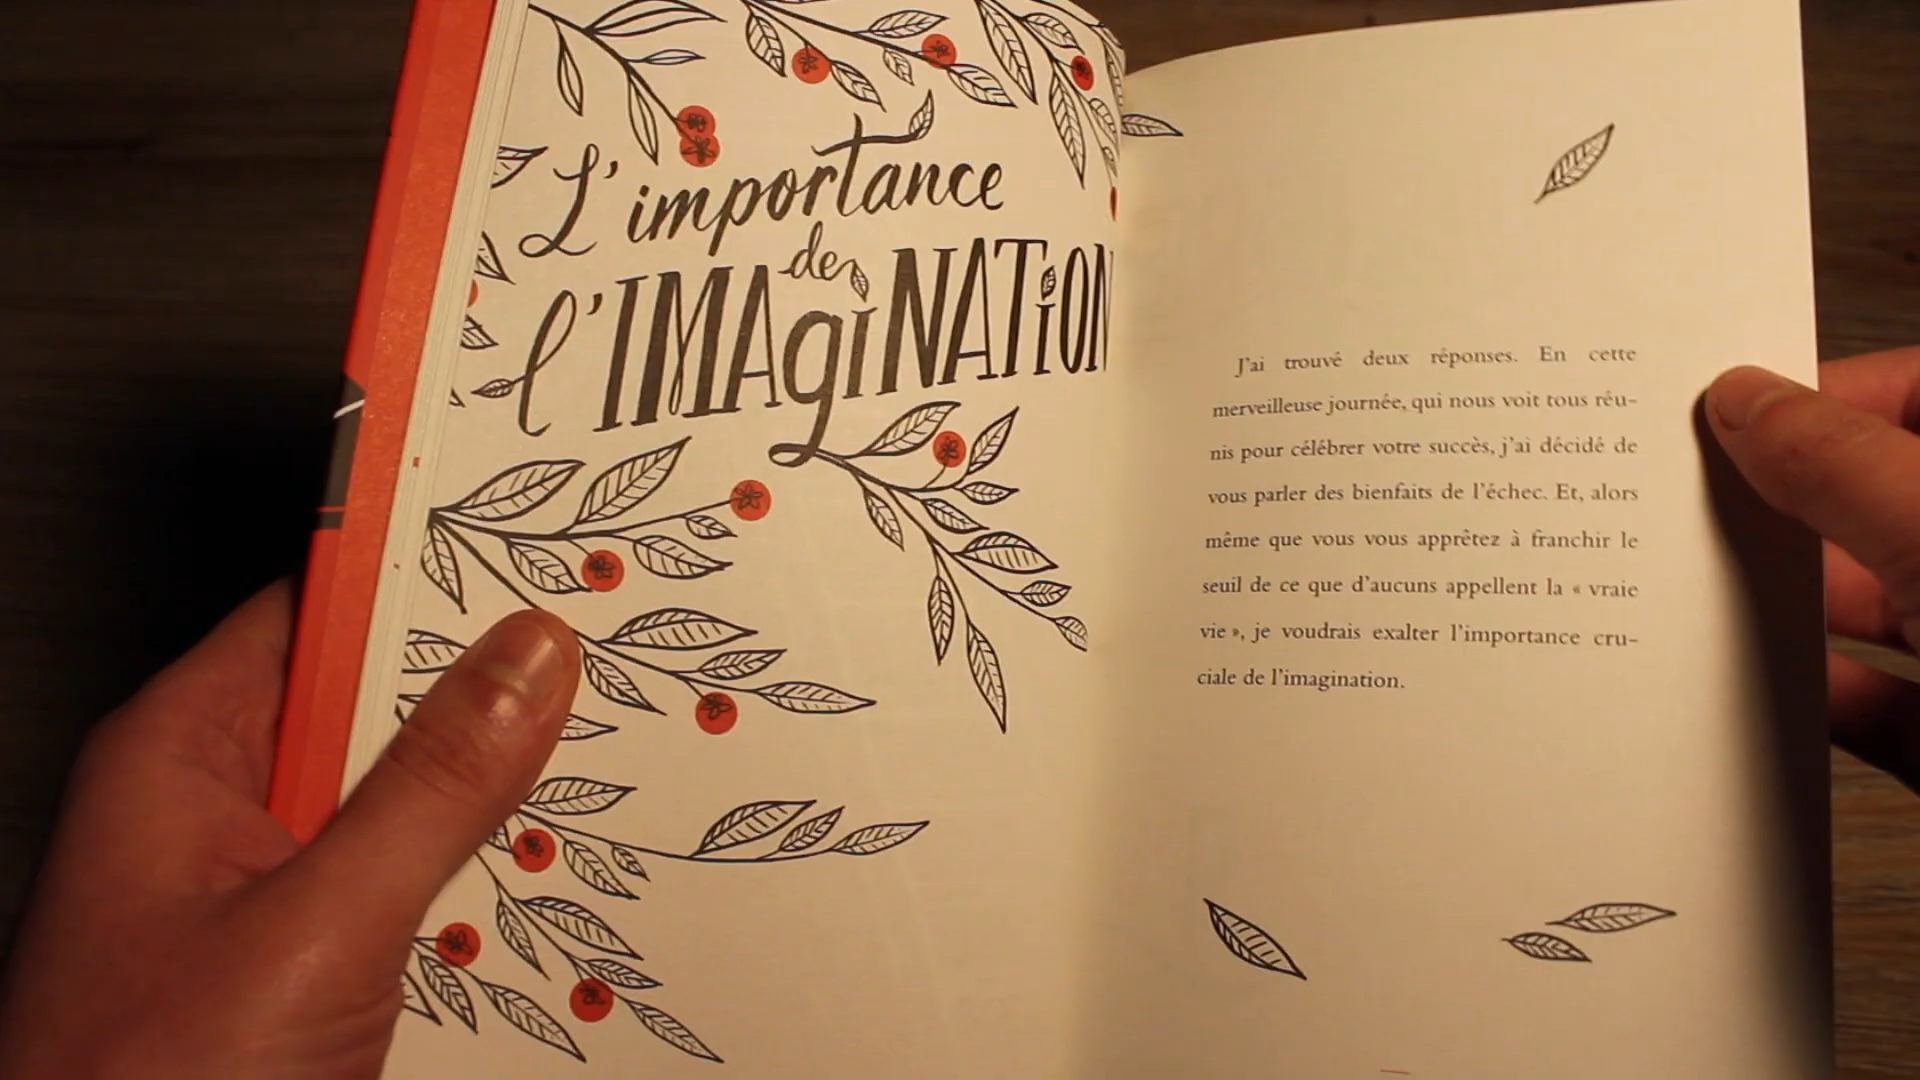 L'importance
de
l'IMAgiNATiON
J'ai trouvé deux réponses. En cette
merveilleuse journée, qui nous voit tous réu-
nis pour célébrer votre succès, j'ai décidé de
vous parler des bienfaits de l'échec. Et, alors
même que vous vous apprêtez à franchir le
seuil de ce que d'aucuns appellent la « vraie
vie », je voudrais exalter l'importance cru-
ciale de l'imagination.